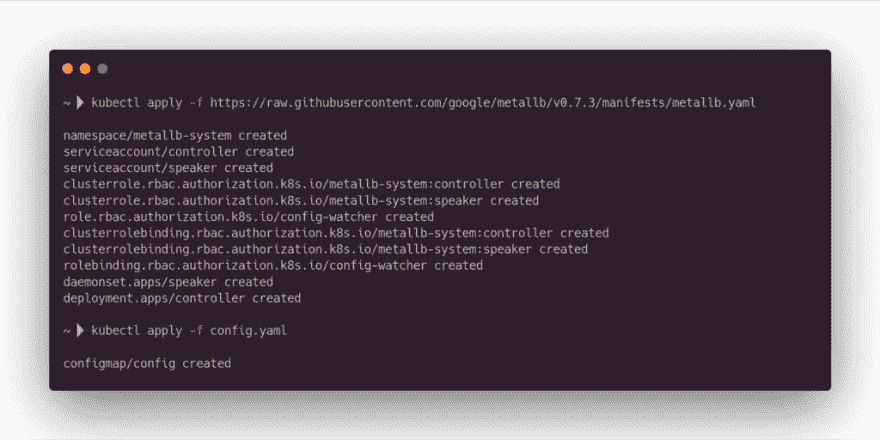 ~ ❯ kubectl apply -f https://raw.githubusercontent.com/google/metallb/v0.7.3/manifests/metallb.yaml
namespace/metallb-system created
serviceaccount/controller created
serviceaccount/speaker created
clusterrole.rbac.authorization.k8s.io/metallb-system:controller created
clusterrole.rbac.authorization.k8s.io/metallb-system:speaker created
role.rbac.authorization.k8s.io/config-watcher created
clusterrolebinding.rbac.authorization.k8s.io/metallb-system:controller created
clusterrolebinding.rbac.authorization.k8s.io/metallb-system:speaker created
rolebinding.rbac.authorization.k8s.io/config-watcher created
daemonset.apps/speaker created
deployment.apps/controller created
~ ❯ kubectl apply -f config.yaml
configmap/config created